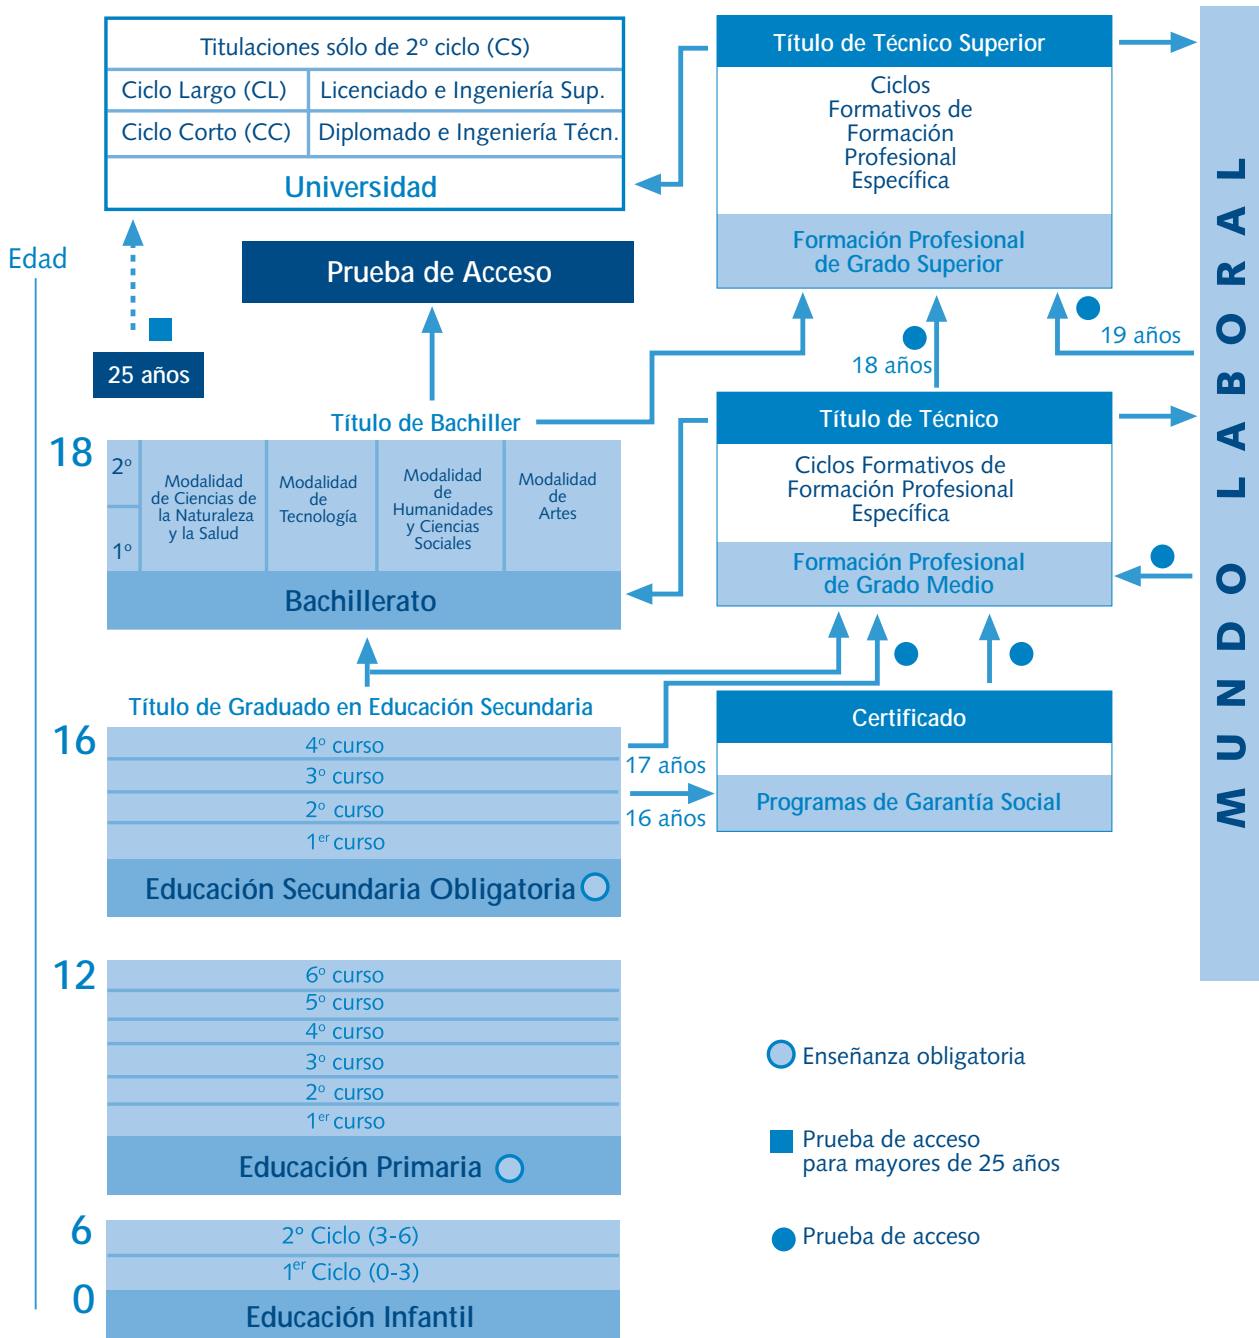 Titulaciones sólo de 2º ciclo (CS)
Ciclo Largo (CL)
Licenciado e Ingeniería Sup.
Ciclo Corto (CC)
Diplomado e Ingeniería Técn.
Universidad
Título de Técnico Superior
Ciclos
Formativos de
Formación
Profesional
Específica
Formación Profesional
de Grado Superior
MUNDO LABORAL
Edad
Prueba de Acceso
25 años
18 años
19 años
Título de Bachiller
18
2º
1º
Modalidad
de Ciencias de
la Naturaleza
y la Salud
Modalidad
de
Tecnología
Modalidad
de
Humanidades
y Ciencias
Sociales
Modalidad
de
Artes
Bachillerato
Título de Técnico
Ciclos Formativos de
Formación Profesional
Específica
Formación Profesional
de Grado Medio
Título de Graduado en Educación Secundaria
16
4º curso
3º curso
2º curso
1er curso
Educación Secundaria Obligatoria
17 años
16 años
Certificado
Programas de Garantía Social
12
6º curso
5º curso
4º curso
3º curso
2º curso
1er curso
Educación Primaria
6
2º Ciclo (3-6)
1er Ciclo (0-3)
0
Educación Infantil
Enseñanza obligatoria
Prueba de acceso
para mayores de 25 años
Prueba de acceso